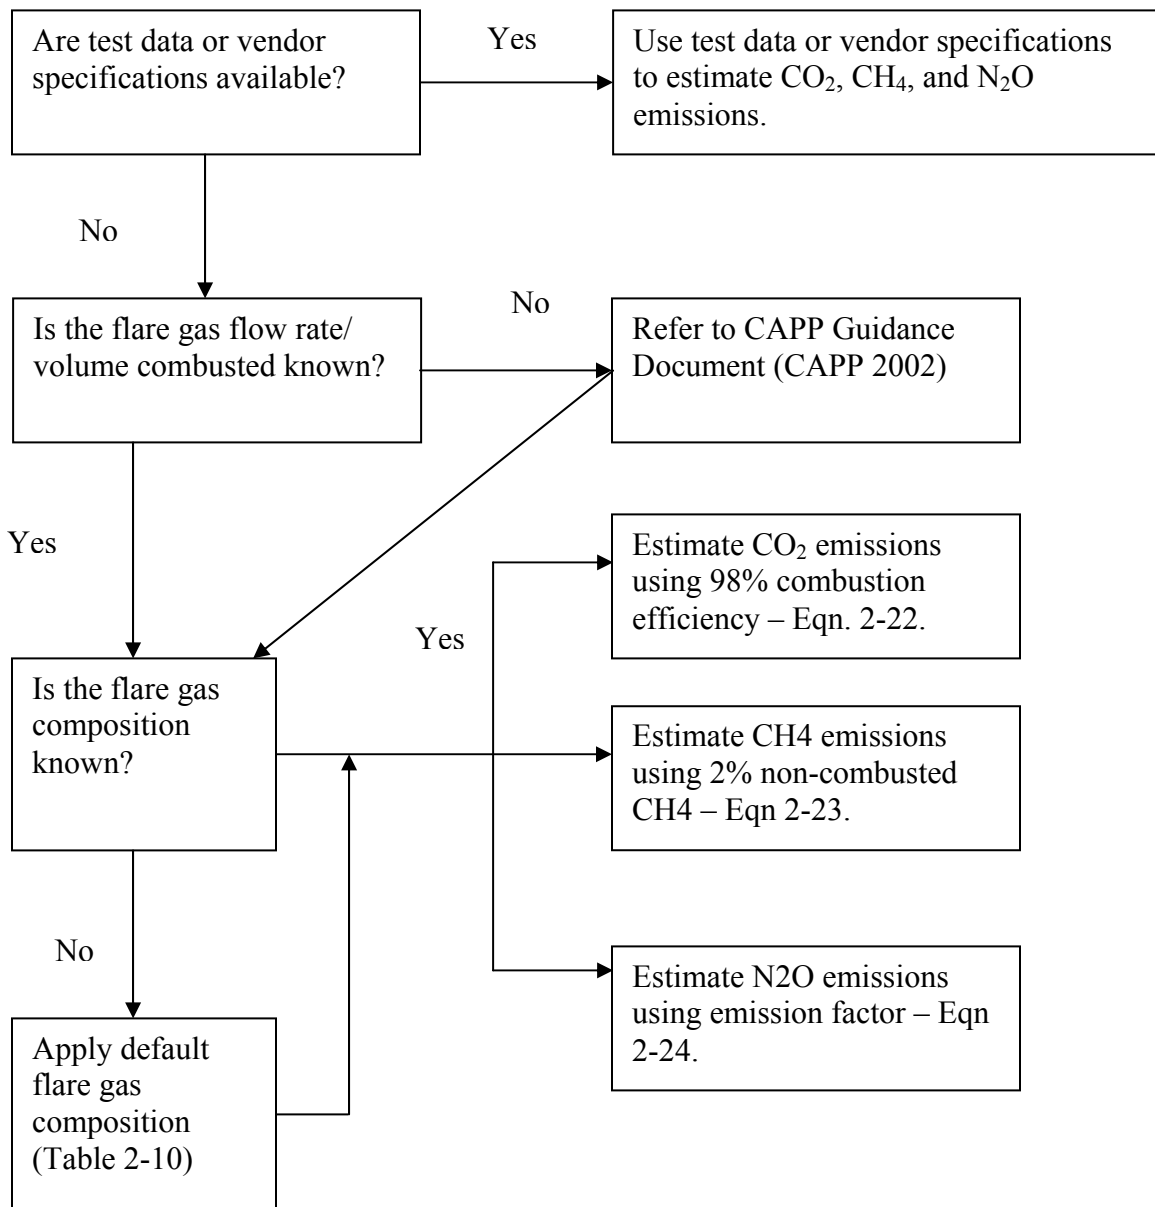 Are test data or vendor
specifications available?
Yes
Use test data or vendor specifications
to estimate CO₂, CH₄, and N₂O
emissions.
No
Is the flare gas flow rate/
volume combusted known?
No
Refer to CAPP Guidance
Document (CAPP 2002)
Yes
Estimate CO₂ emissions
using 98% combustion
efficiency – Eqn. 2-22.
Yes
Is the flare gas
composition
known?
Estimate CH4 emissions
using 2% non-combusted
CH4 – Eqn 2-23.
No
Estimate N2O emissions
using emission factor – Eqn
2-24.
Apply default
flare gas
composition
(Table 2-10)